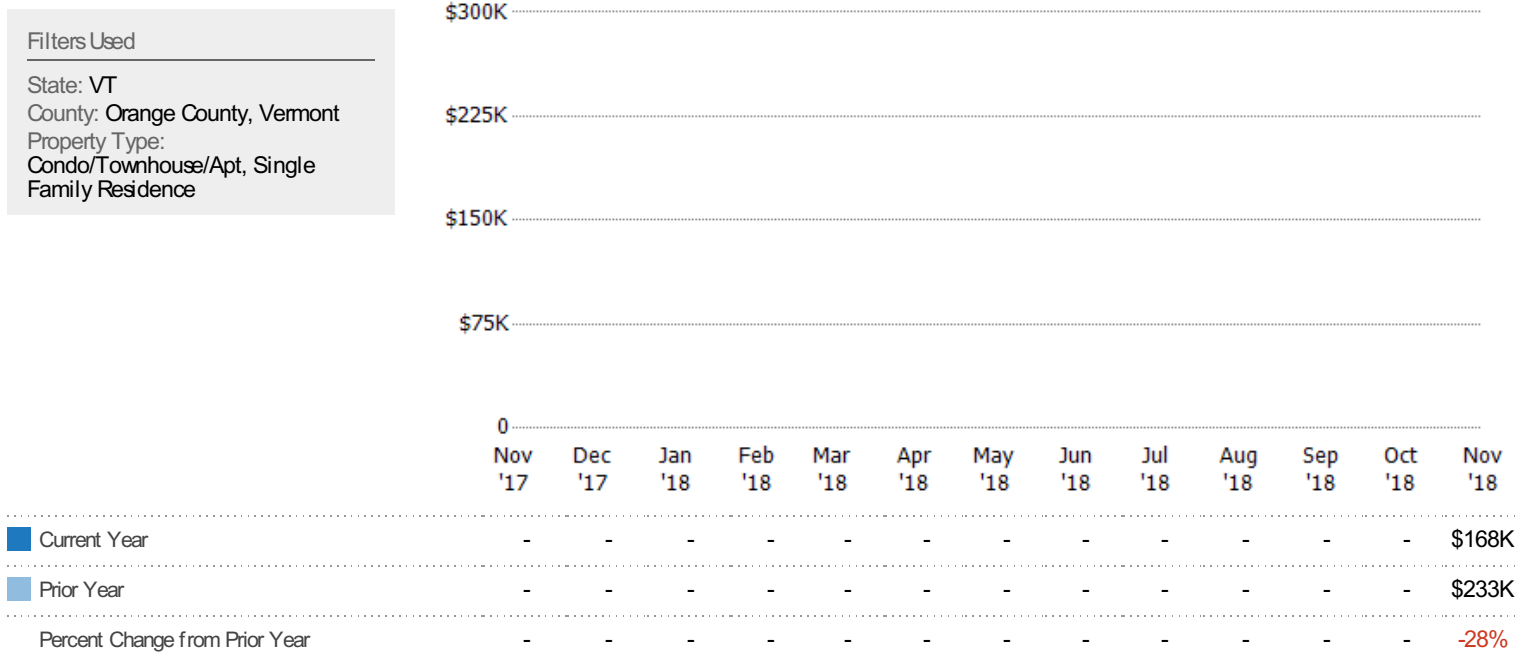 Filters Used
State: VT
County: Orange County, Vermont
Property Type:
Condo/Townhouse/Apt, Single
Family Residence
$300K
$225K
$150K
$75K
0
Nov Dec Jan Feb Mar Apr May Jun Jul Aug Sep Oct Nov
'17 '17 '18 '18 '18 '18 '18 '18 '18 '18 '18 '18 '18
Current Year - - - - - - - - - - - - $168K
Prior Year - - - - - - - - - - - - $233K
Percent Change from Prior Year - - - - - - - - - - - - -28%